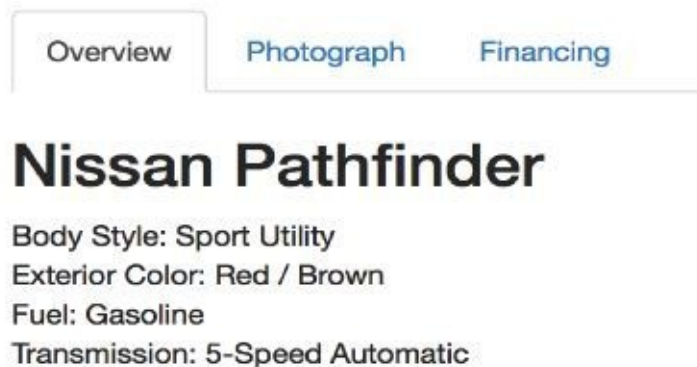 Overview Photograph Financing
Nissan Pathfinder
Body Style: Sport Utility
Exterior Color: Red / Brown
Fuel: Gasoline
Transmission: 5-Speed Automatic